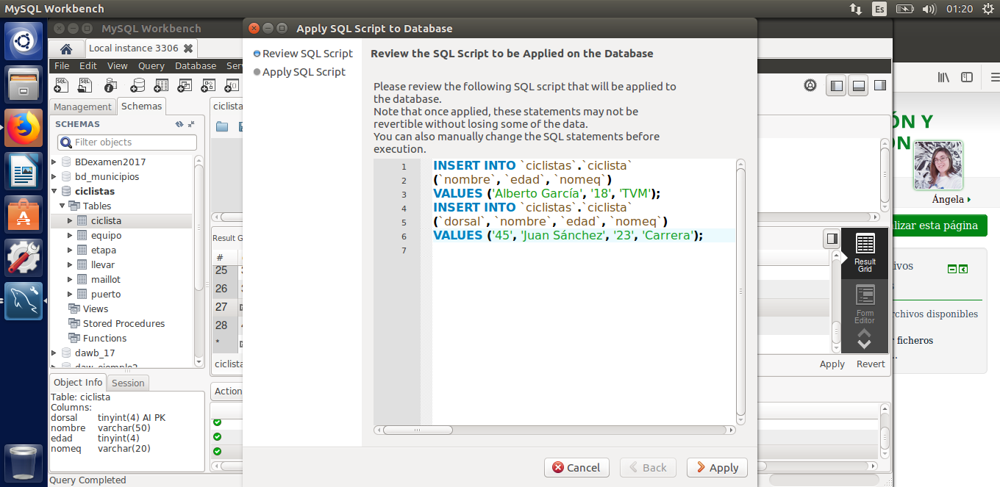 MySQL Workbench
Es
01:20
MySQL Workbench
Local instance 3306
File Edit View Query Database
Management Schemas
SCHEMAS
Filter objects
BDexamen2017
bd_municipios
ciclistas
Tables
ciclista
equipo
etapa
llevar
maillot
puerto
Views
Stored Procedures
Functions
dawb_17
Object Info Session
Table: ciclista
Columns:
dorsal tinyint(4) AI PK
nombre varchar(50)
edad tinyint(4)
nomeq varchar(20)
Query Completed
#
25
26
27
28
*
Action
Apply SQL Script to Database
Review SQL Script
Apply SQL Script
Review the SQL Script to be Applied on the Database
Please review the following SQL script that will be applied to
the database.
Note that once applied, these statements may not be
revertible without losing some of the data.
You can also manually change the SQL statements before
execution.
1 INSERT INTO `ciclistas`.`ciclista`
2 (`nombre`, `edad`, `nomeq`)
3 VALUES ('Alberto García', '18', 'TVM');
4 INSERT INTO `ciclistas`.`ciclista`
5 (`dorsal`, `nombre`, `edad`, `nomeq`)
6 VALUES ('45', 'Juan Sánchez', '23', 'Carrera');
7
Cancel
Back
Apply
Result
Grid
Form
Editor
Apply Revert
ÓN Y
Ángela
lizar esta página
ivos
rchivos disponibles
ficheros